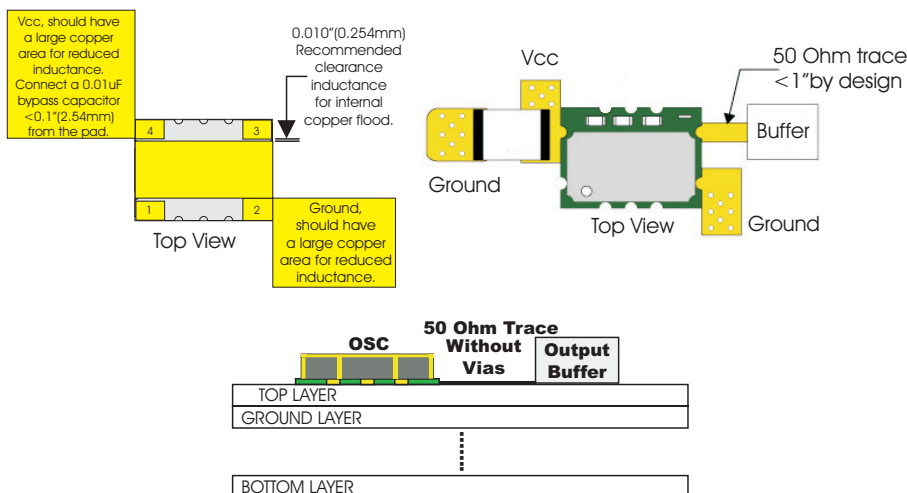 Vcc, should have
a large copper
area for reduced
inductance.
Connect a 0.01uF
bypass capacitor
<0.1"(2.54mm)
from the pad.
0.010"(0.254mm)
Recommended
clearance
inductance
for internal
copper flood.
4
3
1
2
Top View
Ground,
should have
a large copper
area for reduced
inductance.
Vcc
50 Ohm trace
<1"by design
Buffer
Ground
Top View
Ground
OSC
50 Ohm Trace
Without
Vias
Output
Buffer
TOP LAYER
GROUND LAYER
BOTTOM LAYER